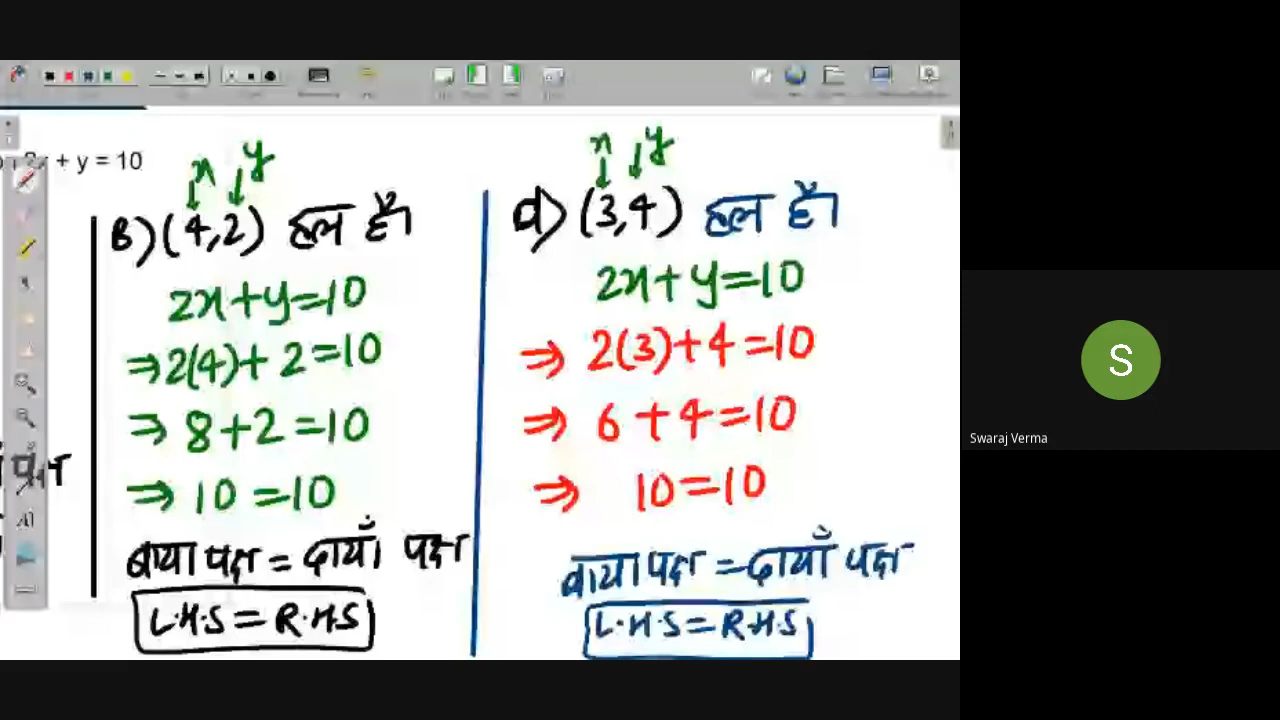 x + y = 10
x y
B) (4,2) हल है।
2x+y=10
⇒2(4)+2=10
⇒ 8+2=10
⇒ 10=10
बाया पक्ष = दायाँ पक्ष
L.H.S = R.H.S
x y
d) (3,4) हल है।
2x+y=10
⇒ 2(3)+4=10
⇒ 6+4=10
⇒ 10=10
बाया पक्ष = दायाँ पक्ष
L.H.S = R.H.S
पक्ष
S
Swaraj Verma